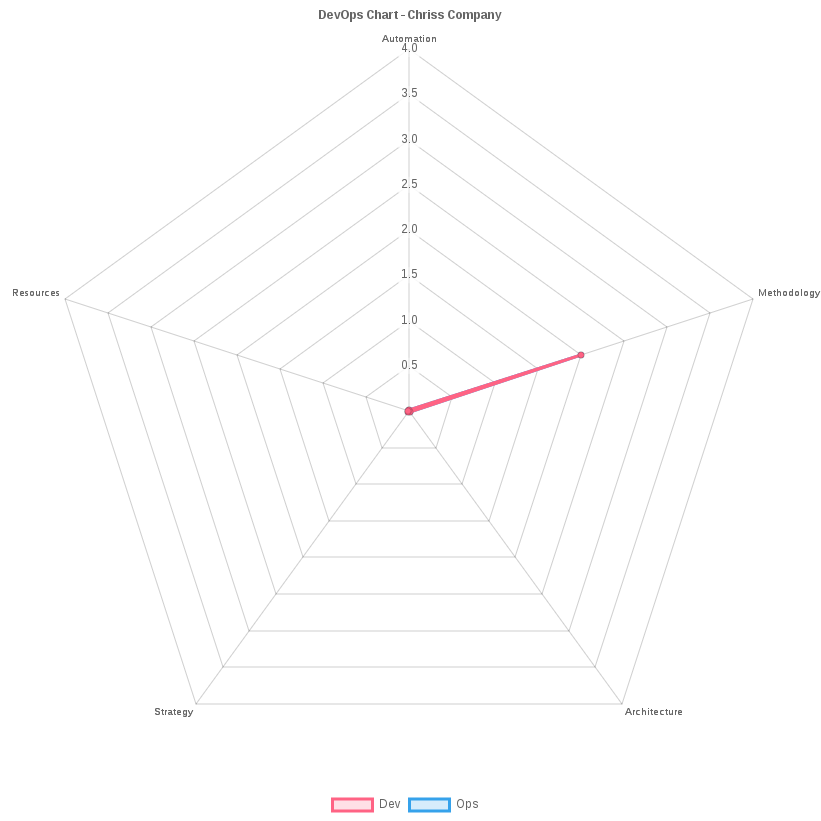 DevOps Chart - Chriss Company
Automation
4.0
3.5
3.0
2.5
2.0
1.5
1.0
0.5
Resources
Methodology
Strategy
Architecture
Dev
Ops